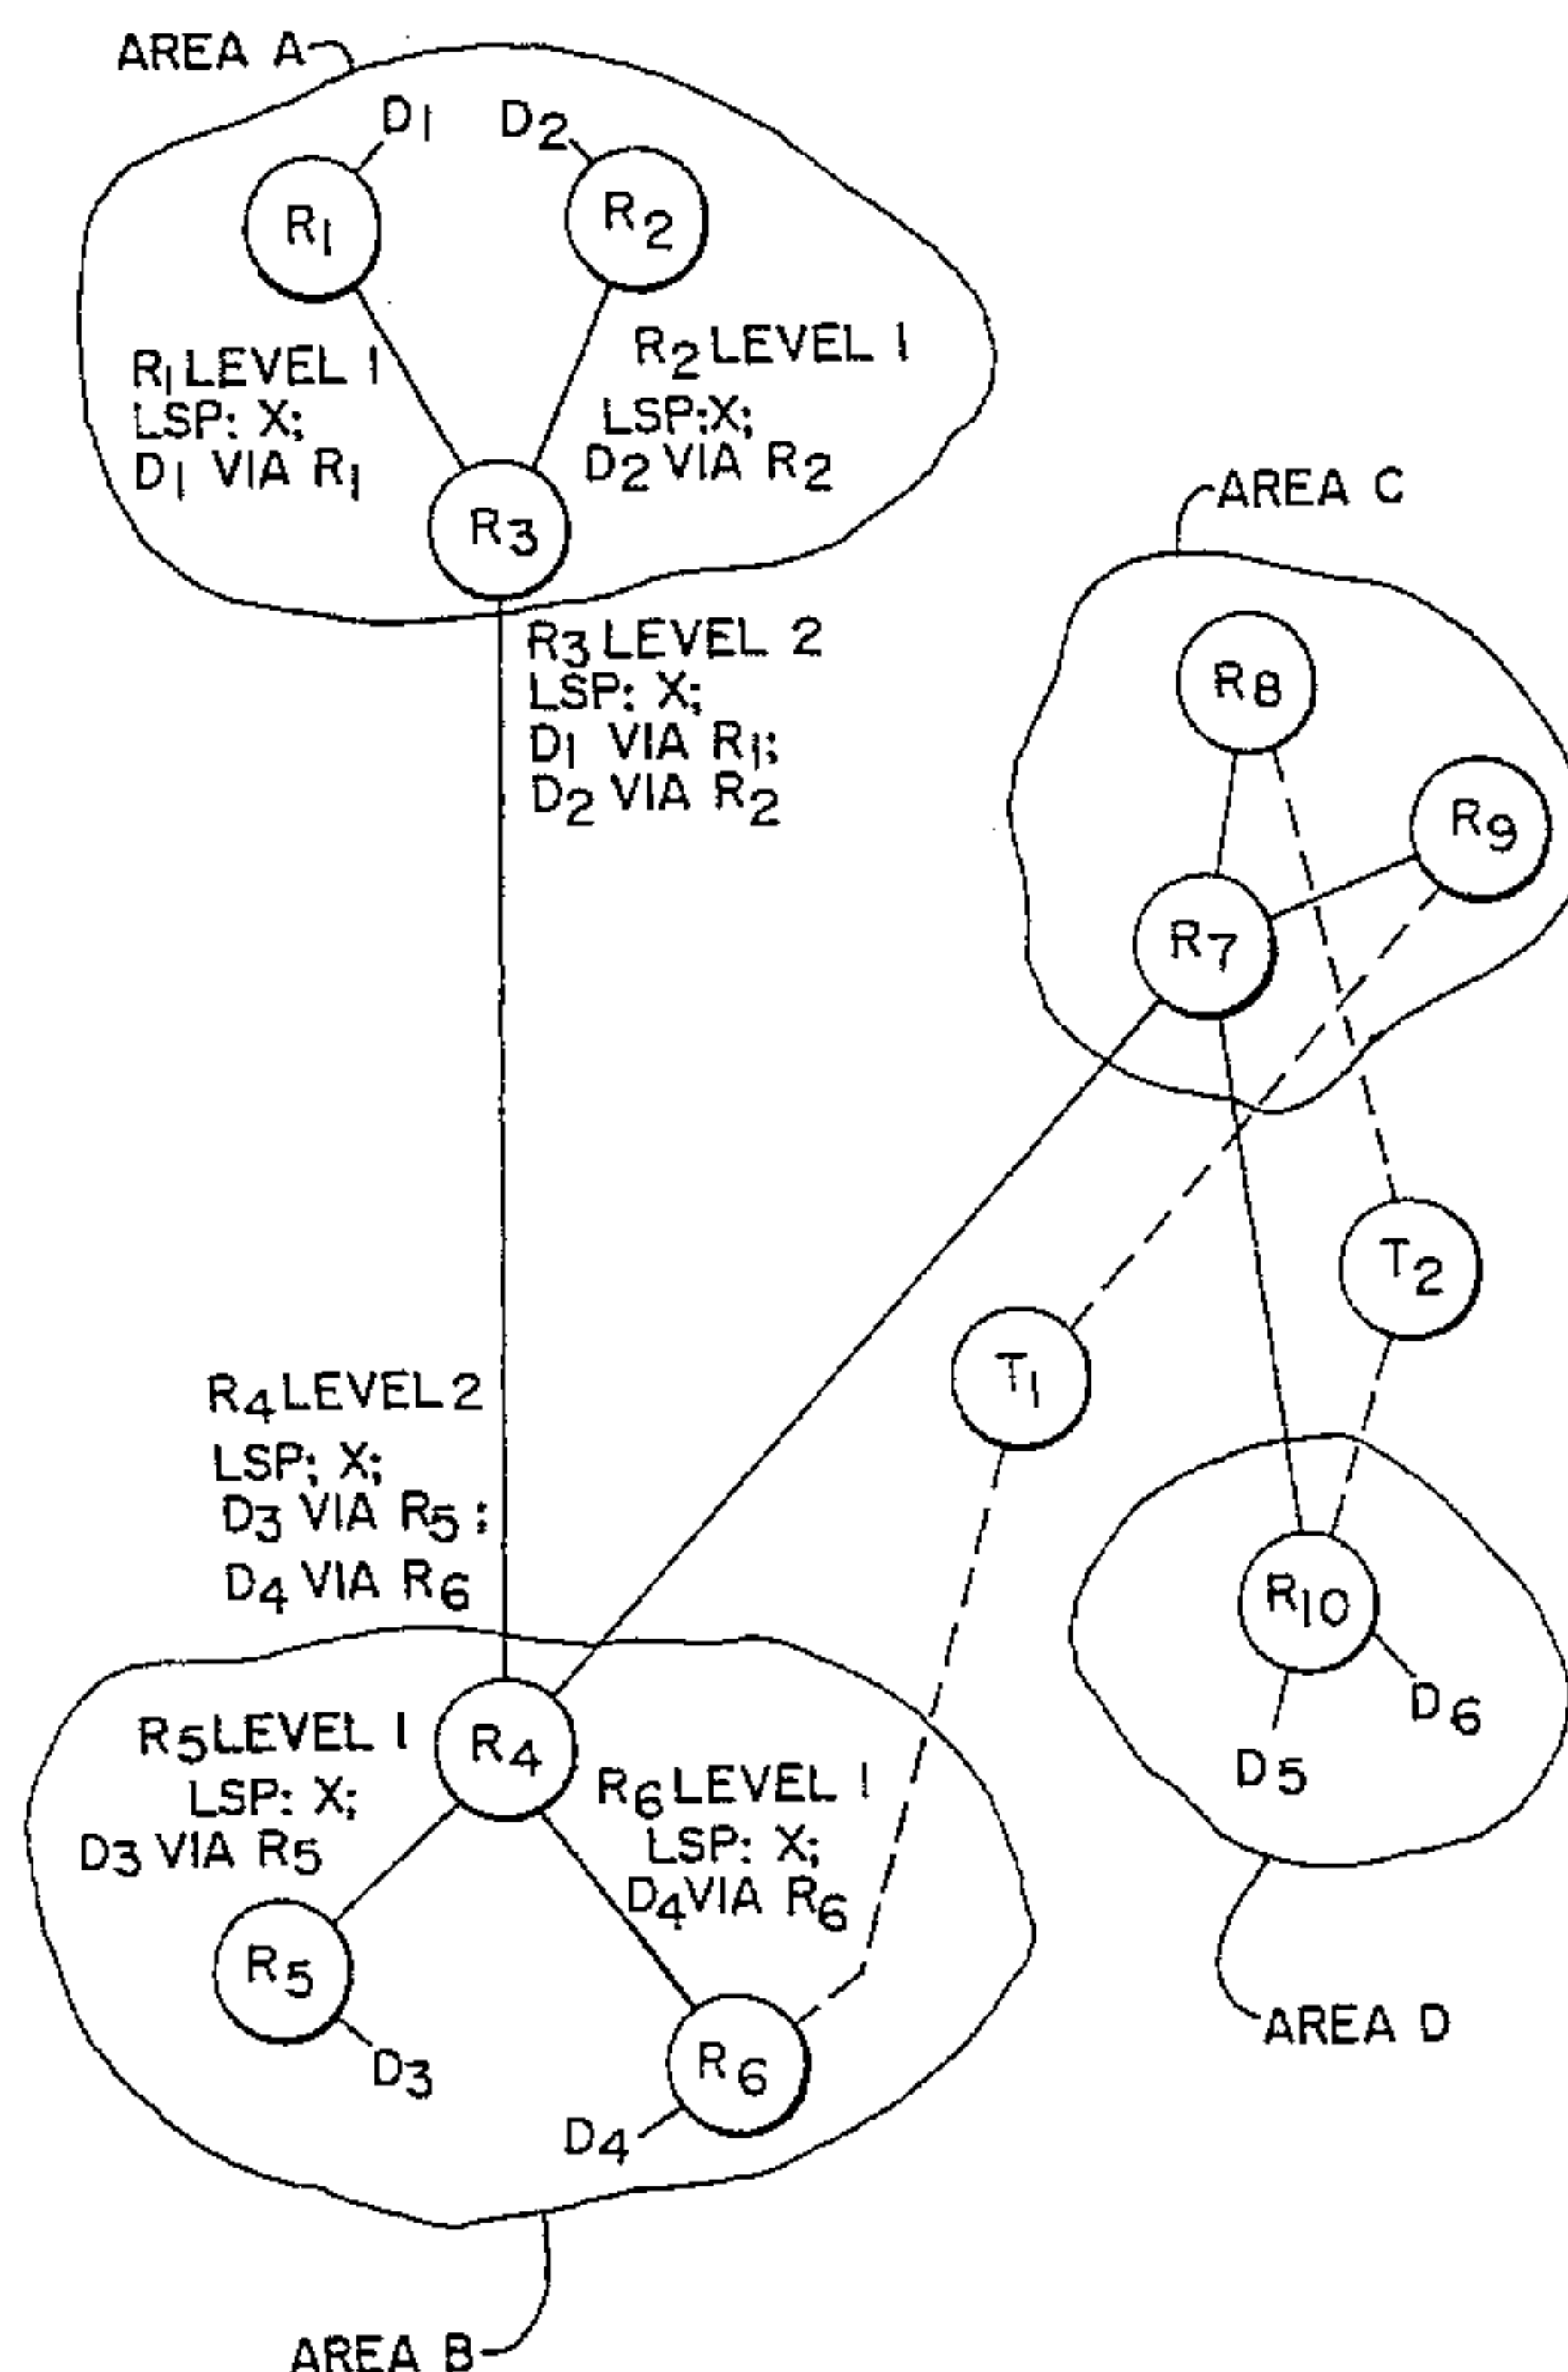 AREA A
D1
D2
R1
R2
R1 LEVEL 1
LSP: X;
D1 VIA R1
R2 LEVEL 1
LSP:X;
D2 VIA R2
R3
AREA C
R3 LEVEL 2
LSP: X;
D1 VIA R1;
D2 VIA R2
R8
R9
R7
T2
T1
R4 LEVEL 2
LSP; X;
D3 VIA R5:
D4 VIA R6
R10
D6
D5
R4
R5 LEVEL 1
LSP: X;
D3 VIA R5
R6 LEVEL 1
LSP: X;
D4 VIA R6
R5
D3
R6
D4
AREA D
AREA B